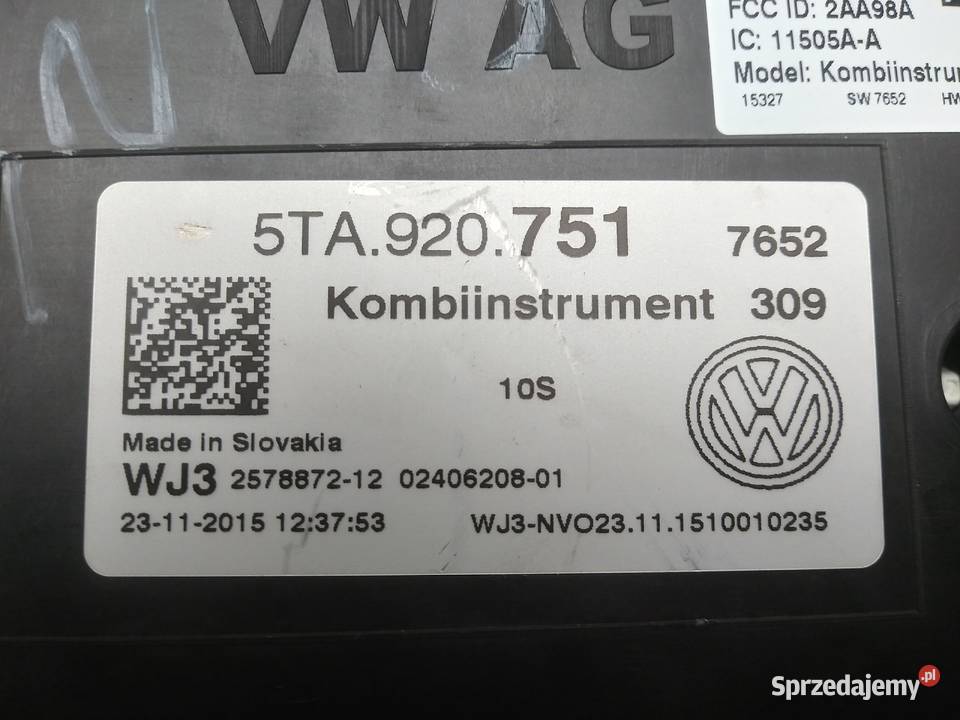 VW AG
FCC ID: 2AA98A
IC: 11505A-A
Model: Kombiinstru
15327 SW 7652 HW
5TA.920.751 7652
Kombiinstrument 309
10S
Made in Slovakia
WJ3 2578872-12 02406208-01
23-11-2015 12:37:53 WJ3-NVO23.11.1510010235
Sprzedajemy.pl